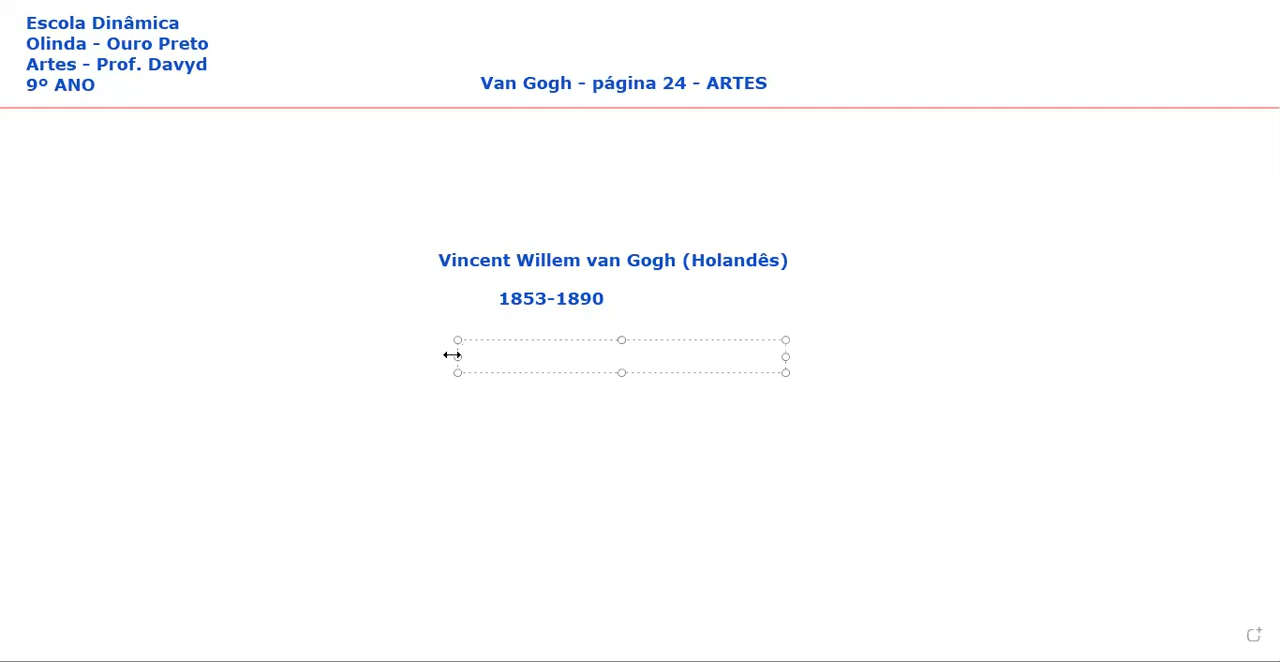 Escola Dinâmica
Olinda - Ouro Preto
Artes - Prof. Davyd
9º ANO
Van Gogh - página 24 - ARTES
Vincent Willem van Gogh (Holandês)
1853-1890